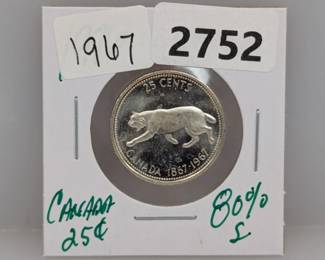 1967
2752
25 CENTS
CANADA 1867-1967
CANADA
25¢
80%
S